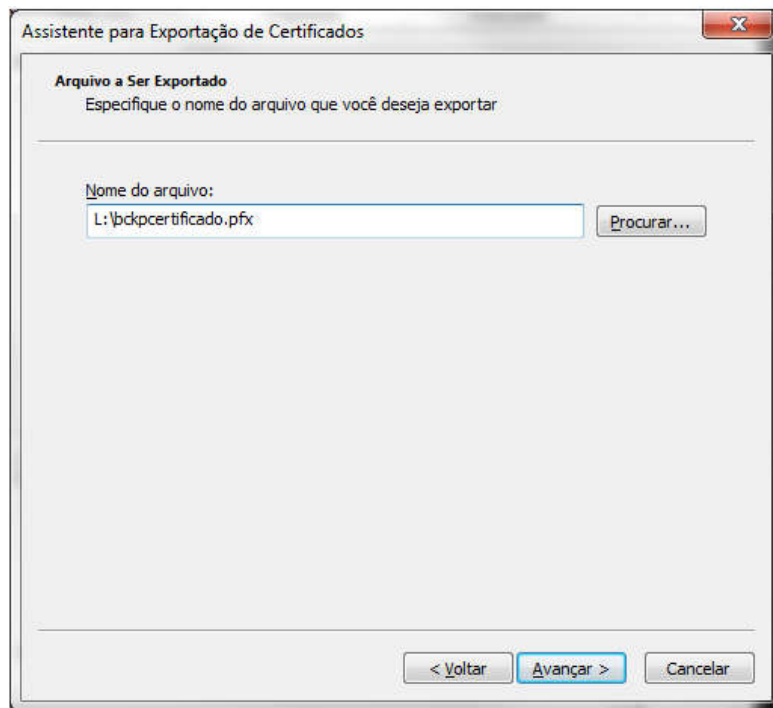 Assistente para Exportação de Certificados
X
Arquivo a Ser Exportado
Especifique o nome do arquivo que você deseja exportar
Nome do arquivo:
L:\bckpcertificado.pfx
Procurar...
< Voltar
Avançar >
Cancelar